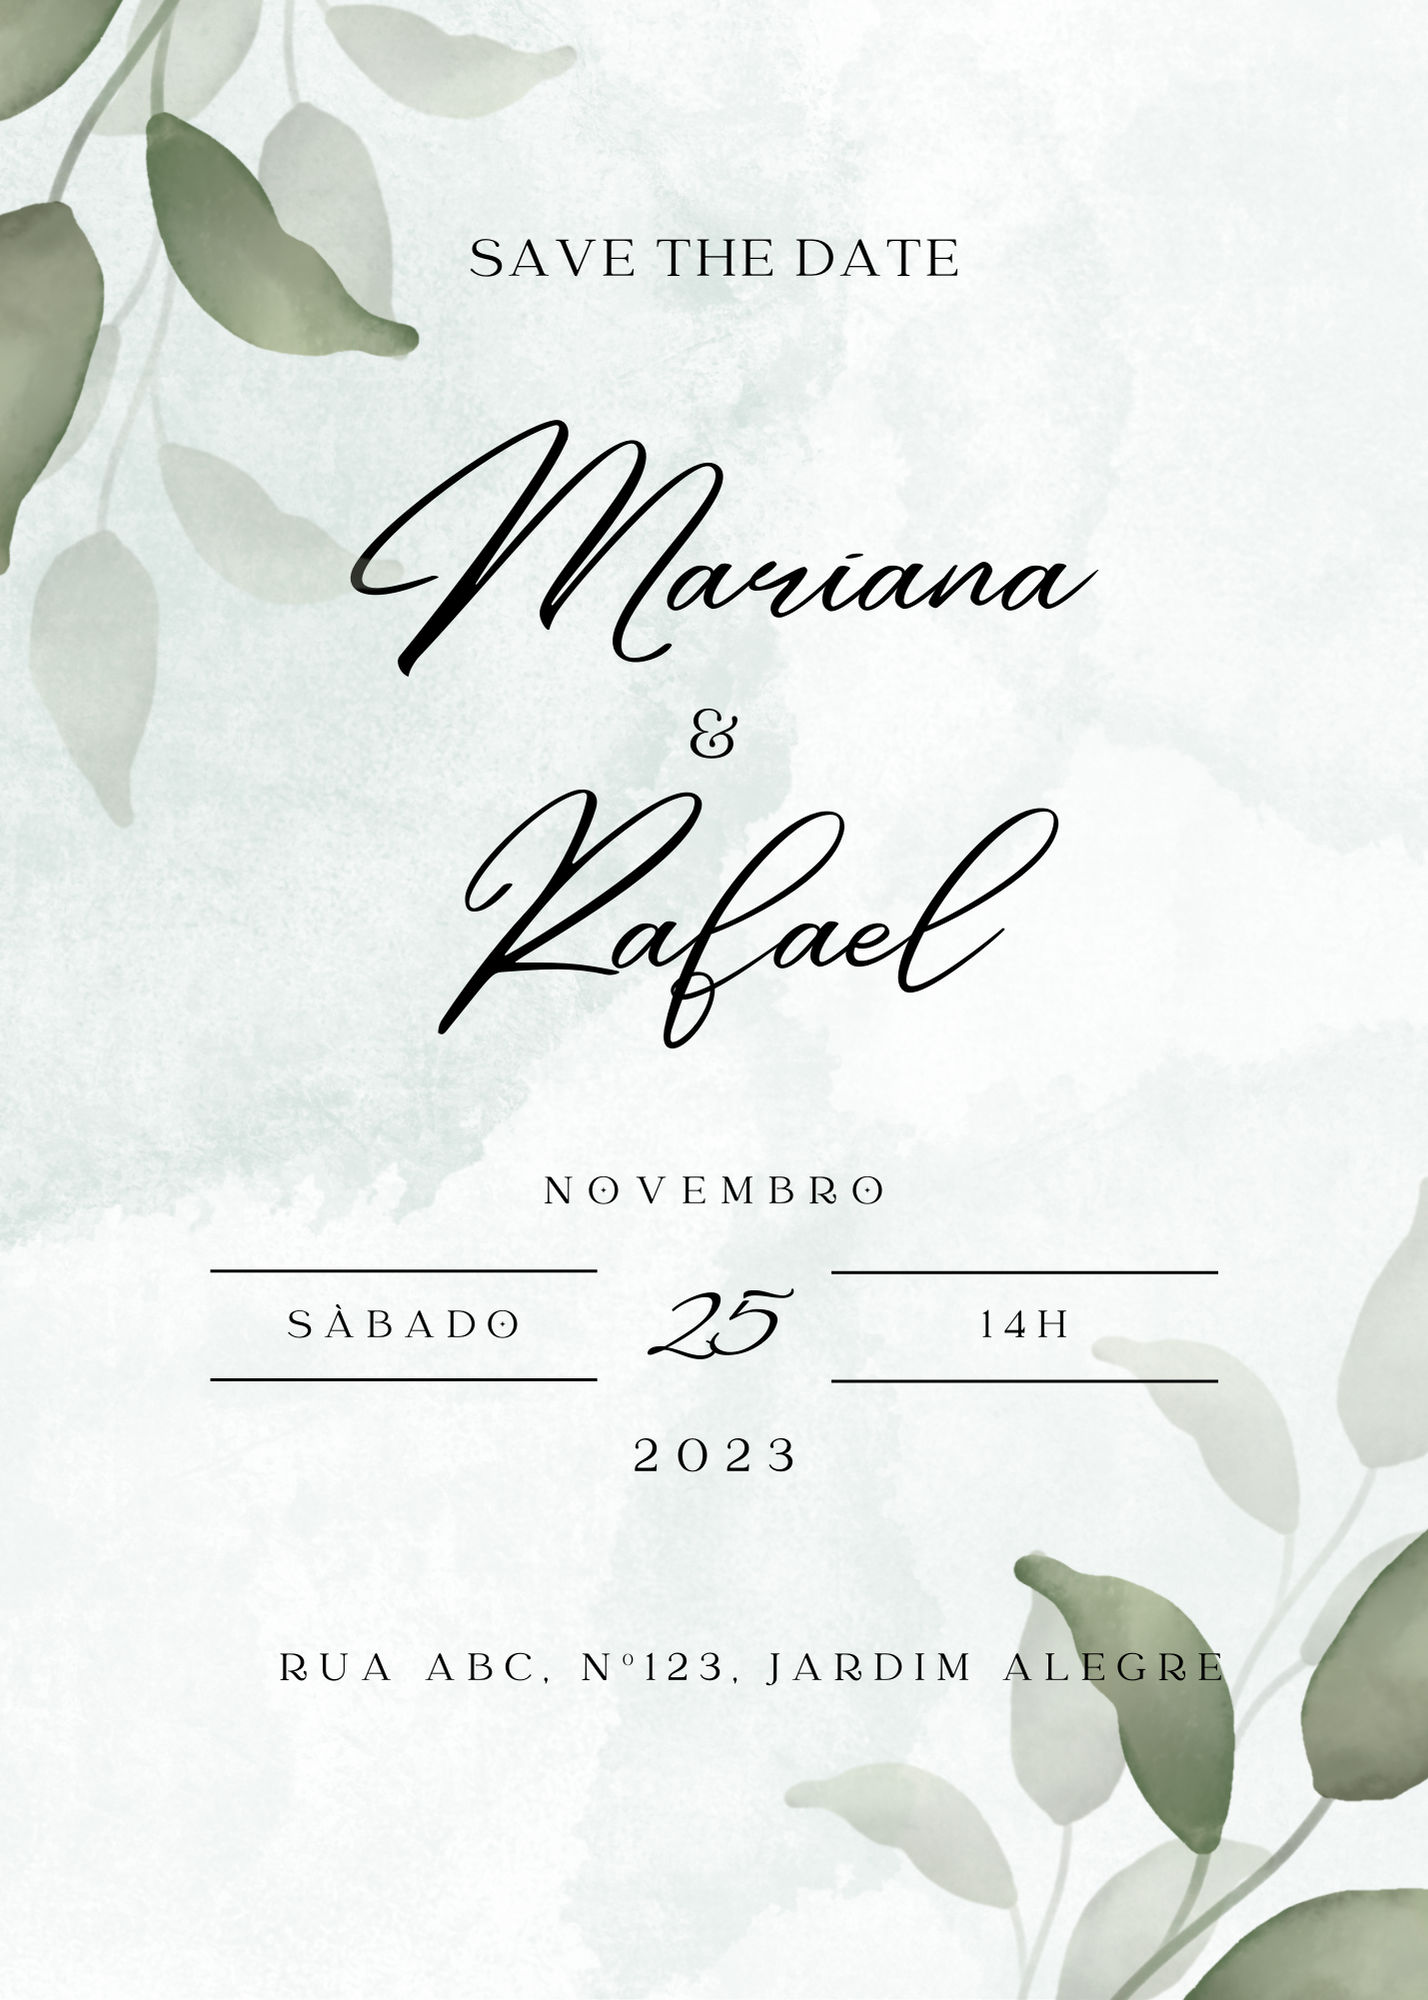 SAVE THE DATE
Mariana
&
Rafael
NOVEMBRO
SÀBADO 25 14H
2023
RUA ABC, Nº123, JARDIM ALEGRE